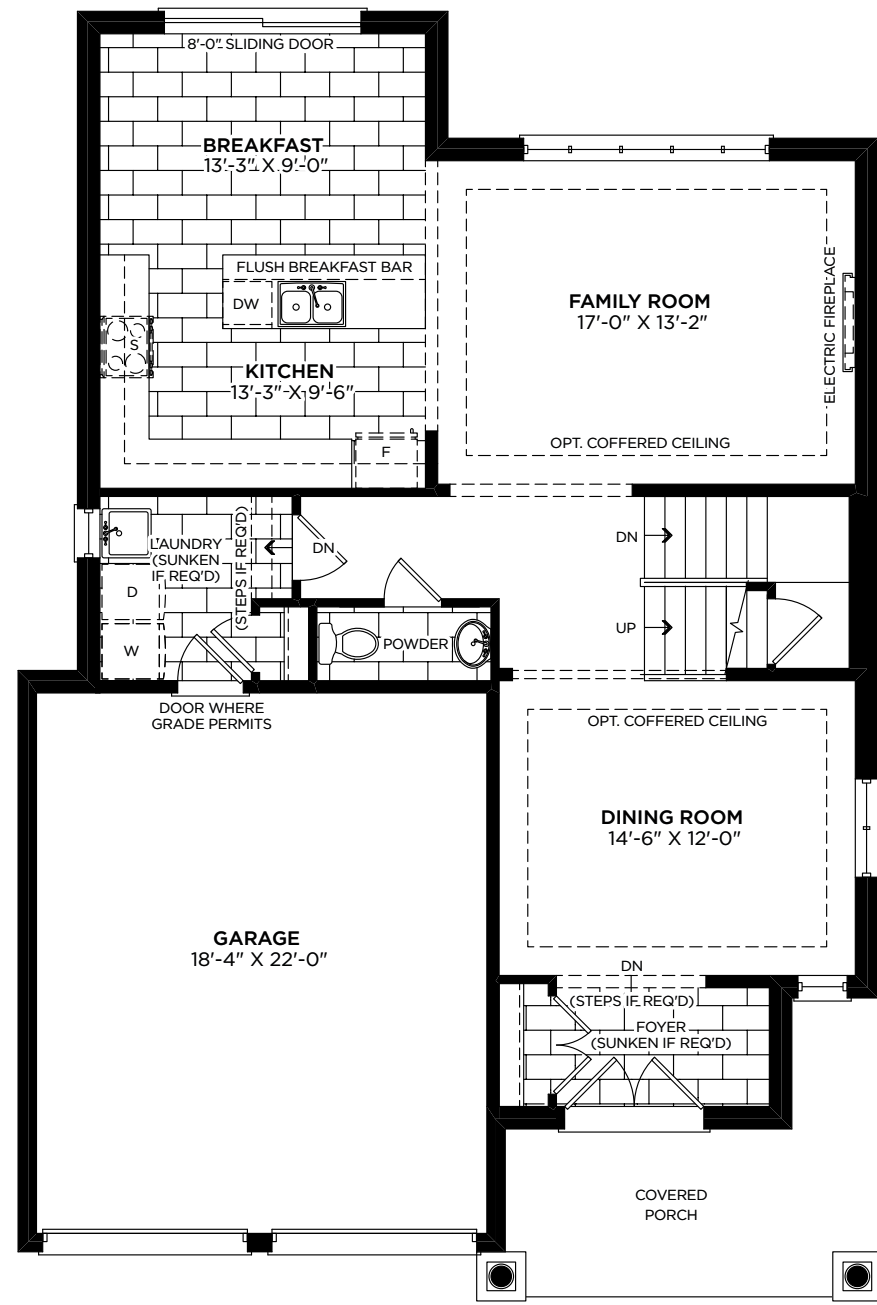 8'-0" SLIDING DOOR
BREAKFAST
13'-3" X 9'-0"
FLUSH BREAKFAST BAR
DW
S
KITCHEN
13'-3" X 9'-6"
F
FAMILY ROOM
17'-0" X 13'-2"
ELECTRIC FIREPLACE
OPT. COFFERED CEILING
LAUNDRY
(SUNKEN
IF REQ'D)
(STEPS IF REQ'D)
DN
D
W
POWDER
DN
UP
DOOR WHERE
GRADE PERMITS
OPT. COFFERED CEILING
DINING ROOM
14'-6" X 12'-0"
GARAGE
18'-4" X 22'-0"
DN
(STEPS IF REQ'D)
FOYER
(SUNKEN IF REQ'D)
COVERED
PORCH